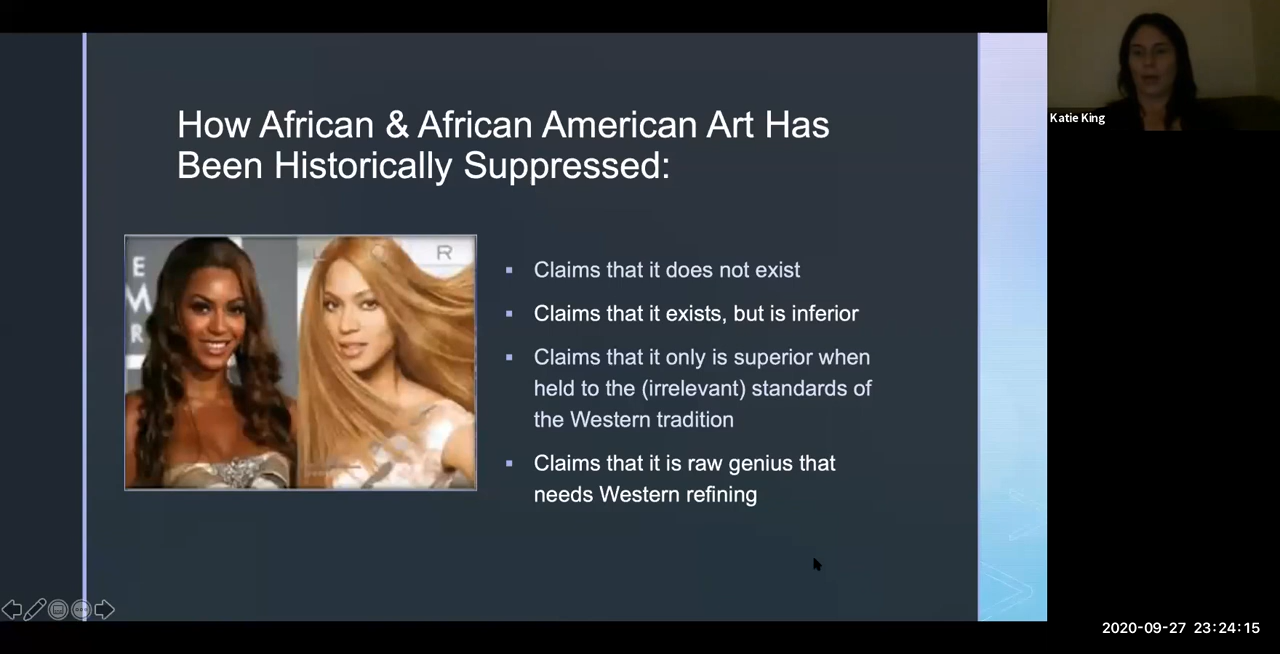 How African & African American Art Has
Been Historically Suppressed:
E
M
R
R
▪ Claims that it does not exist
▪ Claims that it exists, but is inferior
▪ Claims that it only is superior when
held to the (irrelevant) standards of
the Western tradition
▪ Claims that it is raw genius that
needs Western refining
Katie King
2020-09-27 23:24:15